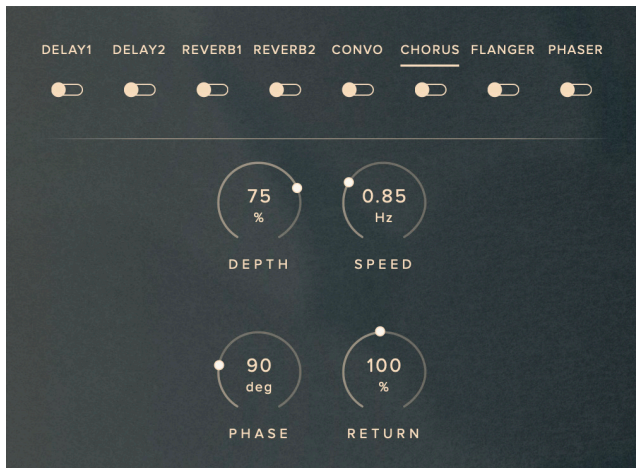 DELAY1 DELAY2 REVERB1 REVERB2 CONVO CHORUS FLANGER PHASER
75 0.85
% Hz
DEPTH SPEED
90 100
deg %
PHASE RETURN